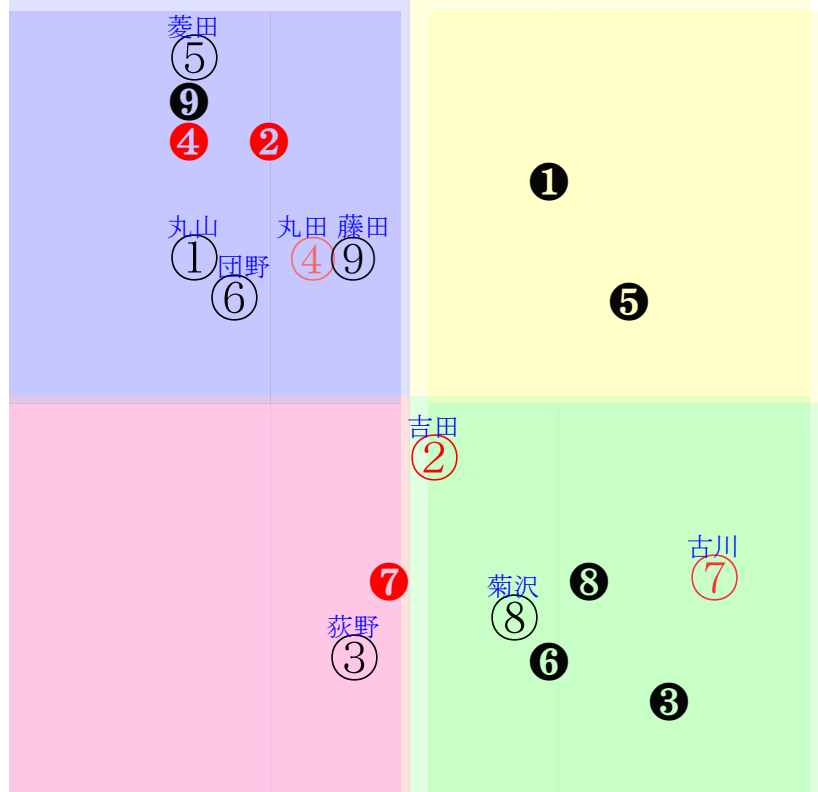 菱田
⑤
❾
❹ ❷
❶
丸山 丸田 藤田
① ④ ⑨
団野
⑥
❺
吉田
②
古川
⑦
❼ ❽
菊沢
⑧
荻野
③
❻
❸